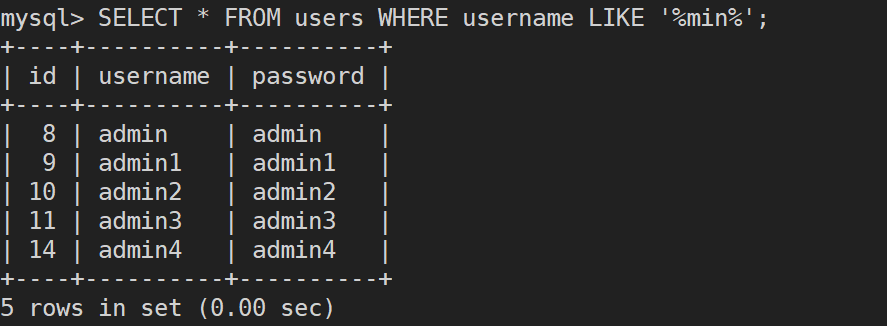 mysql> SELECT * FROM users WHERE username LIKE '%min%';
+----+----------+----------+
| id | username | password |
+----+----------+----------+
|  8 | admin    | admin    |
|  9 | admin1   | admin1   |
| 10 | admin2   | admin2   |
| 11 | admin3   | admin3   |
| 14 | admin4   | admin4   |
+----+----------+----------+
5 rows in set (0.00 sec)